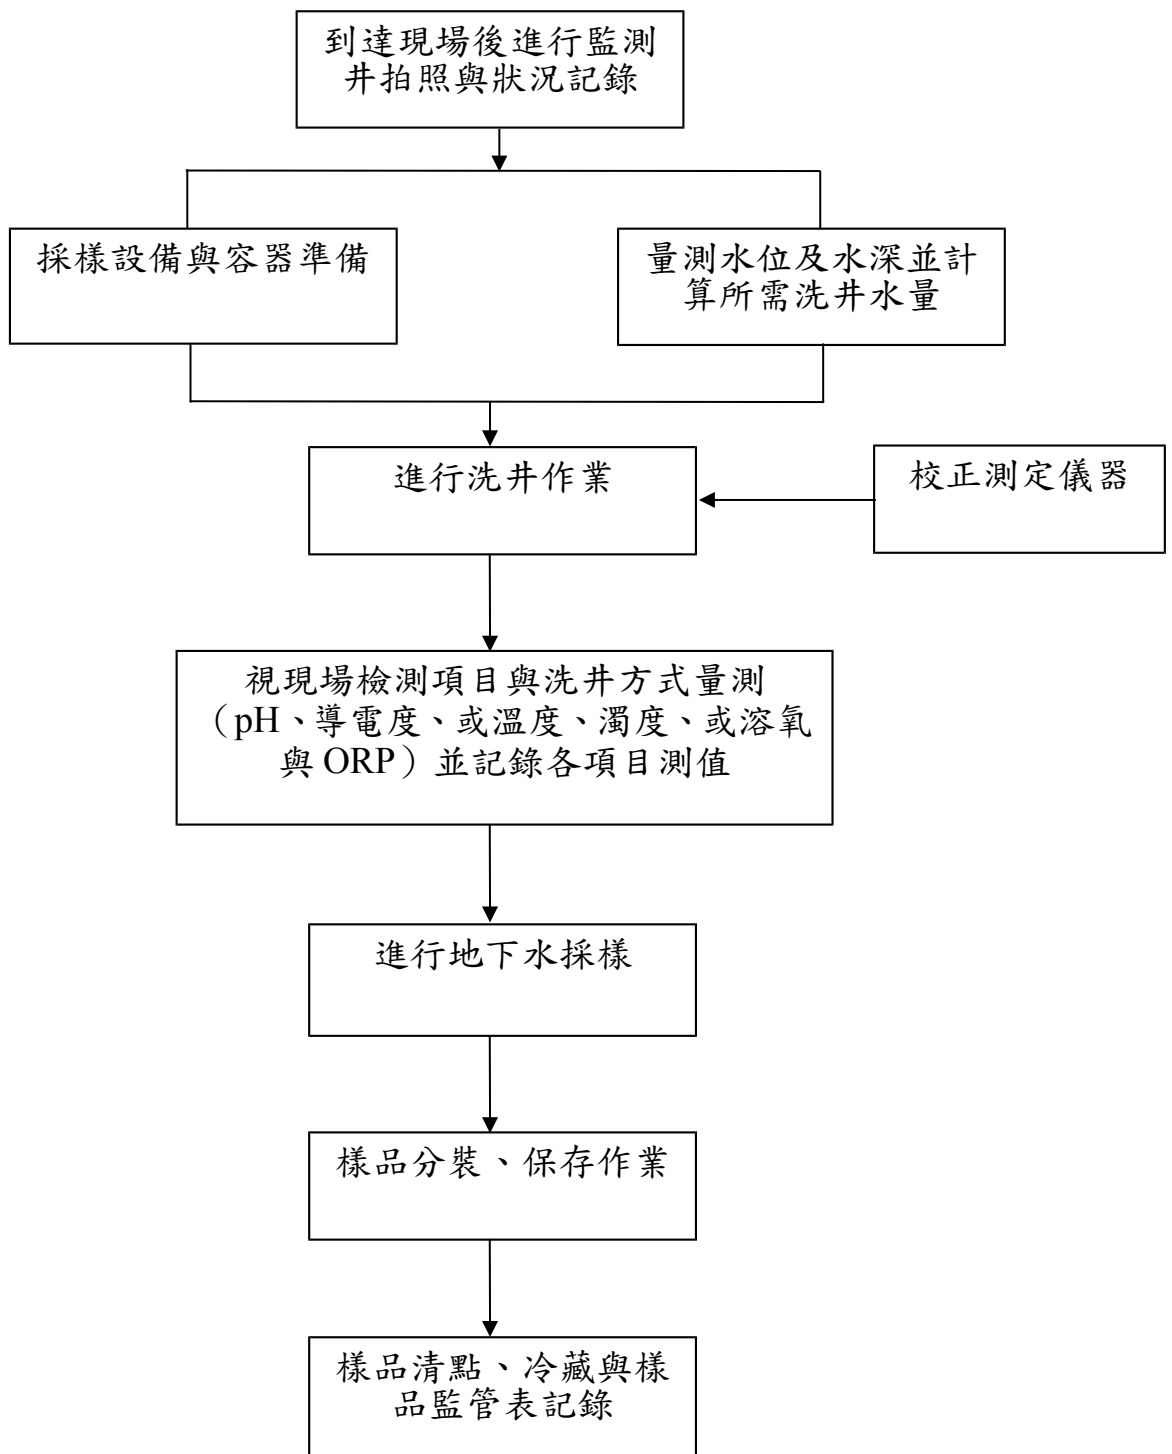 到達現場後進行監測
井拍照與狀況記錄
採樣設備與容器準備
量測水位及水深並計
算所需洗井水量
進行洗井作業
校正測定儀器
視現場檢測項目與洗井方式量測
（pH、導電度、或溫度、濁度、或溶氧
與 ORP）並記錄各項目測值
進行地下水採樣
樣品分裝、保存作業
樣品清點、冷藏與樣
品監管表記錄